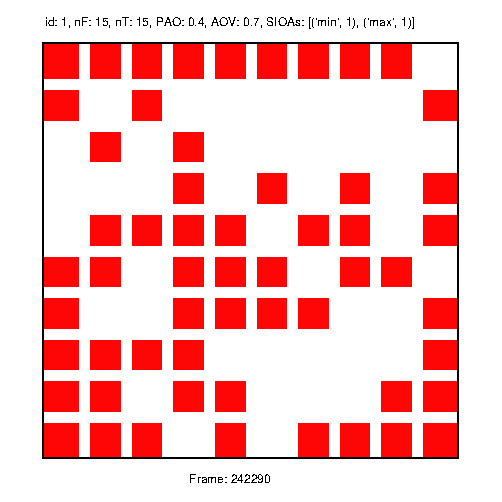 id: 1, nF: 15, nT: 15, PAO: 0.4, AOV: 0.7, SIOAs: [('min', 1), ('max', 1)]
Frame: 242290